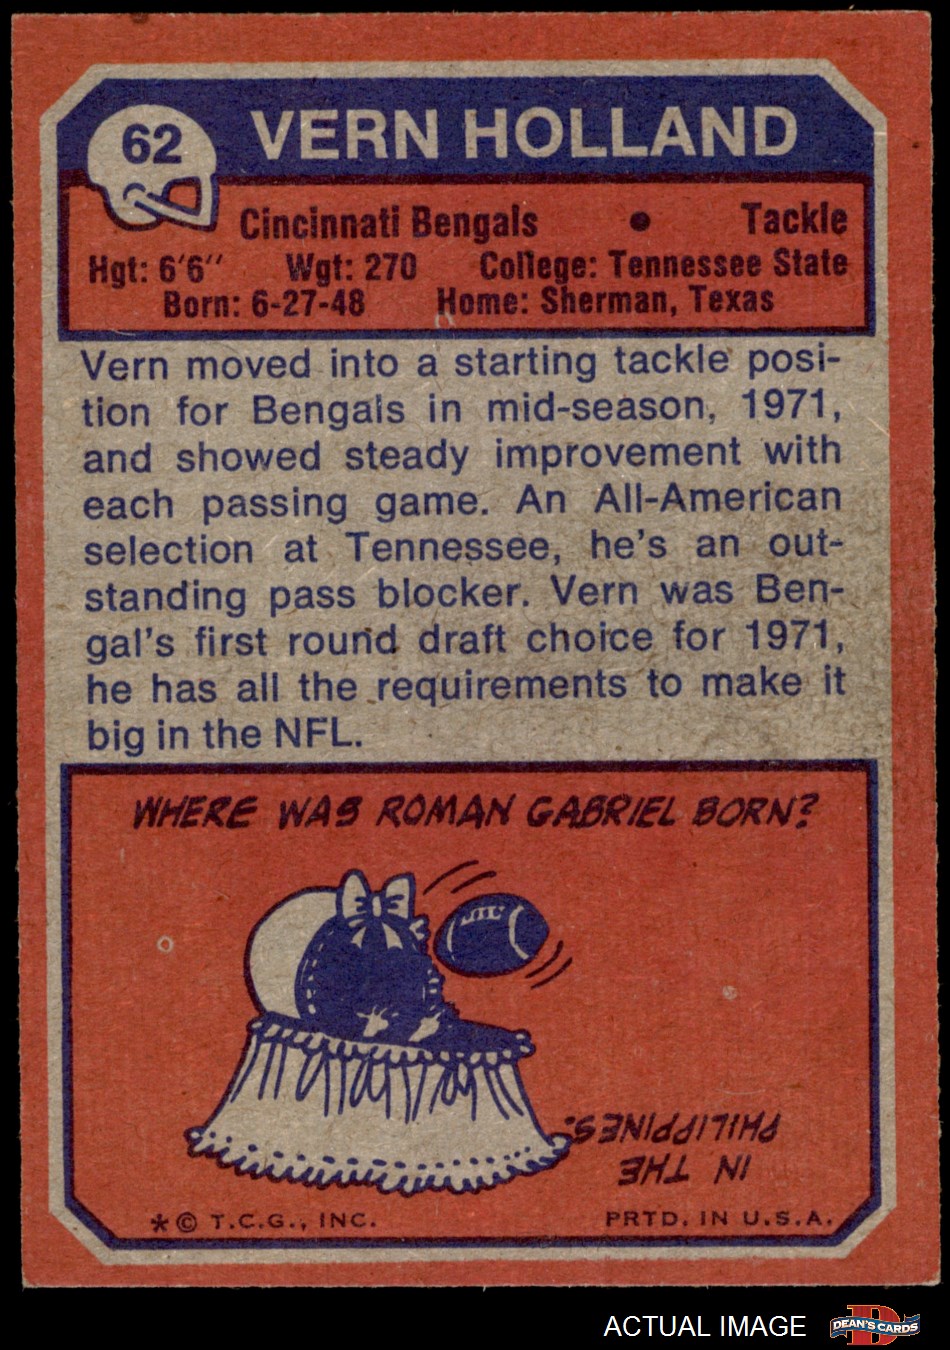 62
VERN HOLLAND
Cincinnati Bengals • Tackle
Hgt: 6'6" Wgt: 270 College: Tennessee State
Born: 6-27-48 Home: Sherman, Texas
Vern moved into a starting tackle posi-
tion for Bengals in mid-season, 1971,
and showed steady improvement with
each passing game. An All-American
selection at Tennessee, he's an out-
standing pass blocker. Vern was Ben-
gal's first round draft choice for 1971,
he has all the requirements to make it
big in the NFL.
WHERE WAS ROMAN GABRIEL BORN?
IN THE
PHILIPPINES.
*© T.C.G., INC. PRTD. IN U.S.A.
ACTUAL IMAGE DEAN'S CARDS